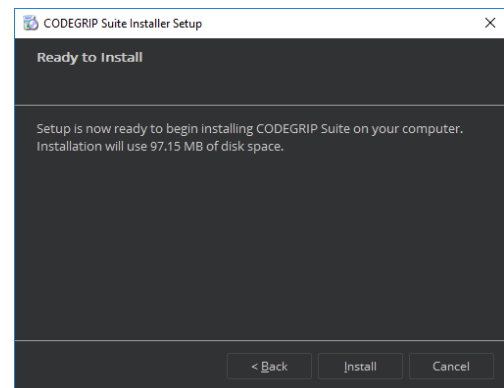 CODEGRIP Suite Installer Setup
Ready to Install
Setup is now ready to begin installing CODEGRIP Suite on your computer.
Installation will use 97.15 MB of disk space.
< Back Install Cancel